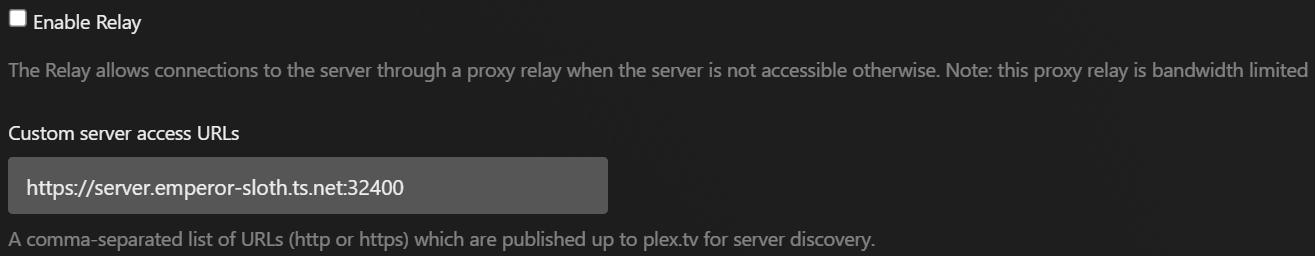 Enable Relay
The Relay allows connections to the server through a proxy relay when the server is not accessible otherwise. Note: this proxy relay is bandwidth limited
Custom server access URLs
https://server.emperor-sloth.ts.net:32400
A comma-separated list of URLs (http or https) which are published up to plex.tv for server discovery.